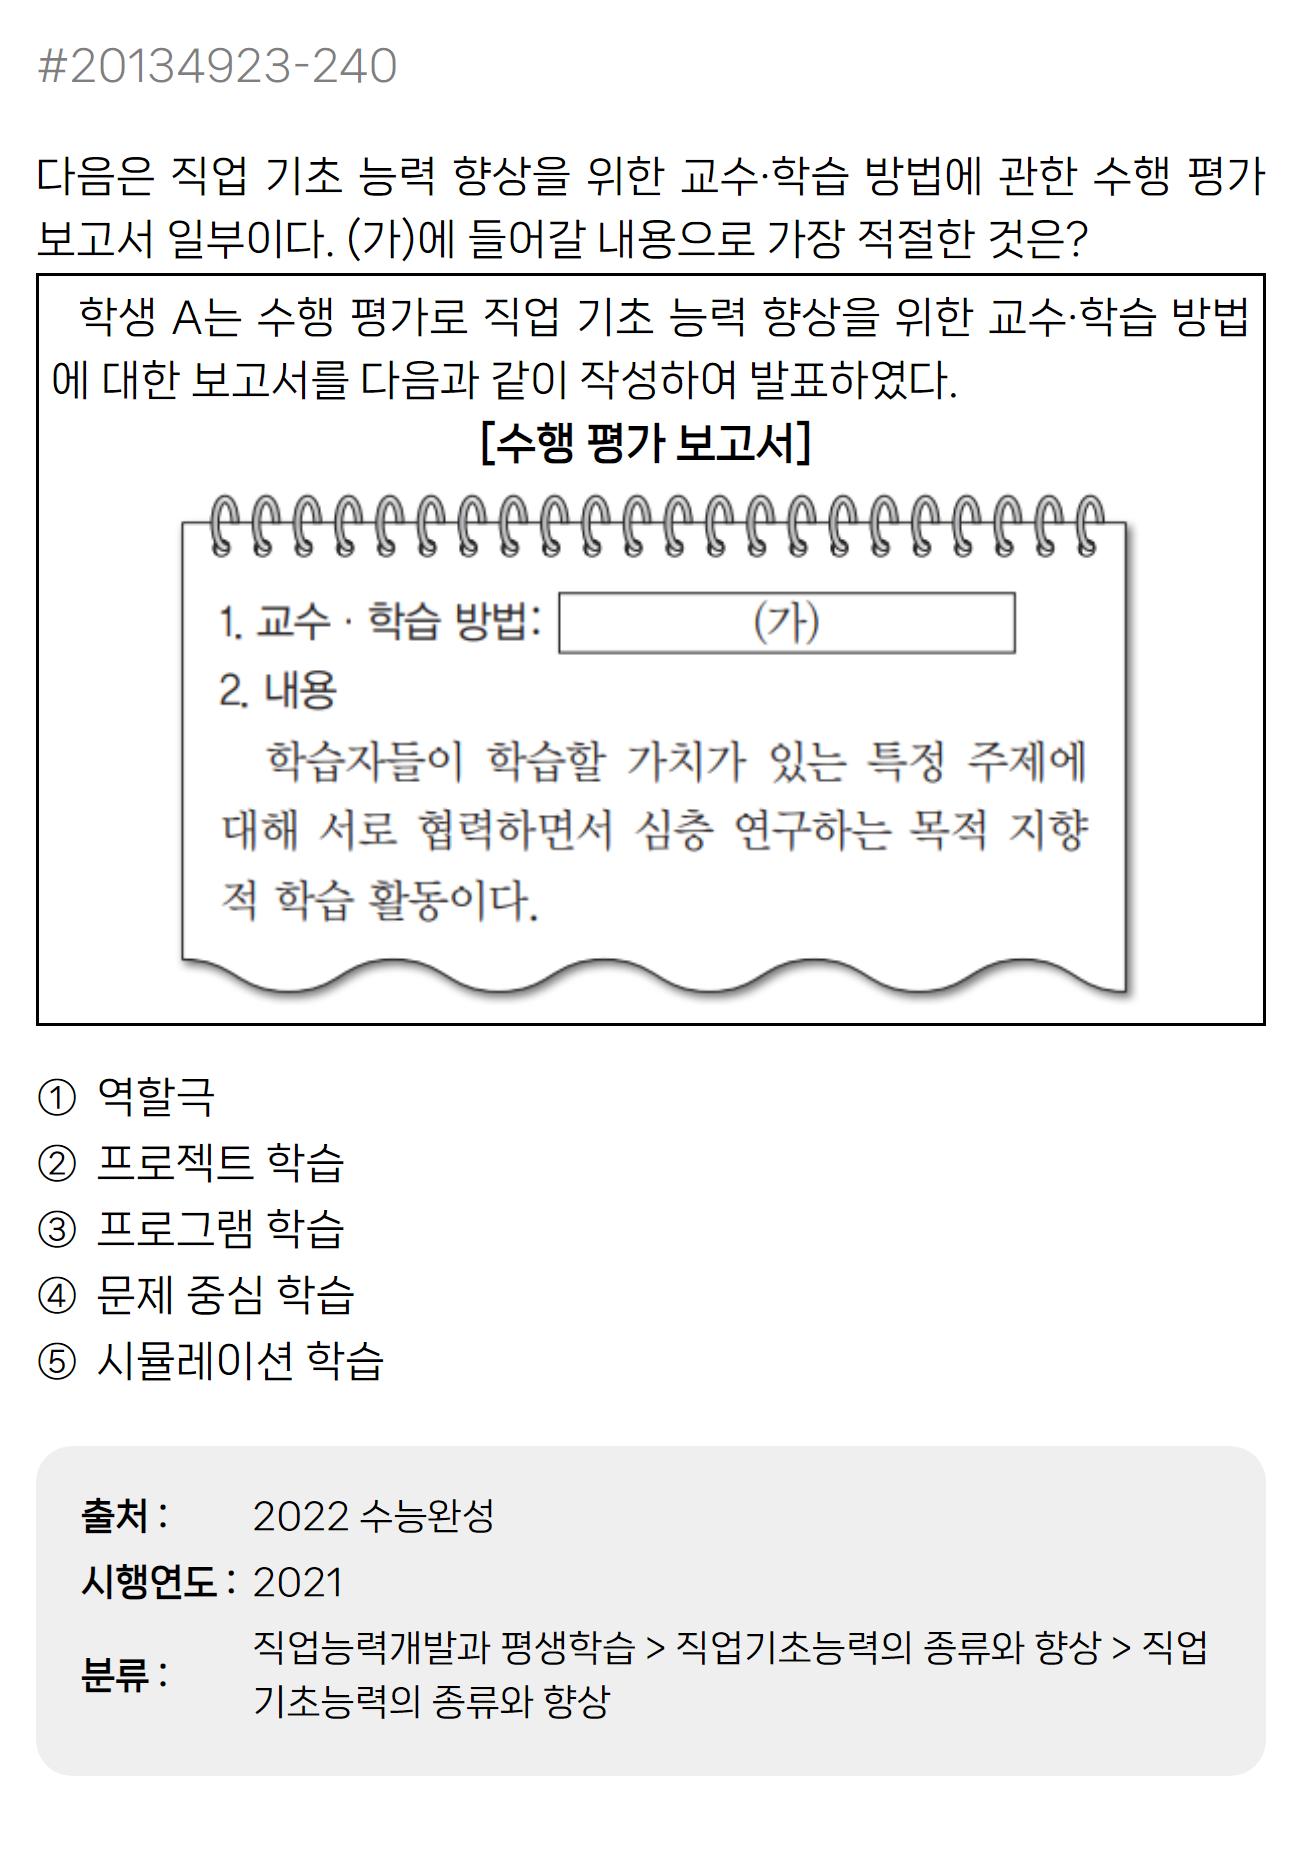 #20134923-240
다음은 직업 기초 능력 향상을 위한 교수·학습 방법에 관한 수행 평가
보고서 일부이다. (가)에 들어갈 내용으로 가장 적절한 것은?
학생 A는 수행 평가로 직업 기초 능력 향상을 위한 교수·학습 방법
에 대한 보고서를 다음과 같이 작성하여 발표하였다.
[수행 평가 보고서]
1. 교수·학습 방법: (가)
2. 내용
학습자들이 학습할 가치가 있는 특정 주제에
대해 서로 협력하면서 심층 연구하는 목적 지향
적 학습 활동이다.
① 역할극
② 프로젝트 학습
③ 프로그램 학습
④ 문제 중심 학습
⑤ 시뮬레이션 학습
출처 : 2022 수능완성
시행연도 : 2021
분류 : 직업능력개발과 평생학습 > 직업기초능력의 종류와 향상 > 직업
기초능력의 종류와 향상